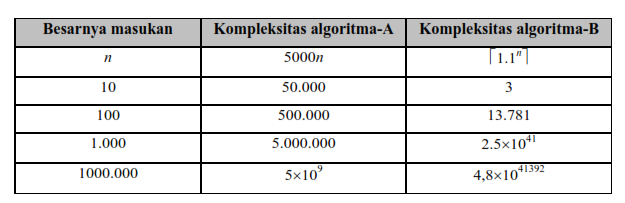 Besarnya masukan Kompleksitas algoritma-A Kompleksitas algoritma-B
n 5000n ⌈1.1ⁿ⌉
10 50.000 3
100 500.000 13.781
1.000 5.000.000 2.5×10⁴¹
1000.000 5×10⁹ 4,8×10⁴¹³⁹²